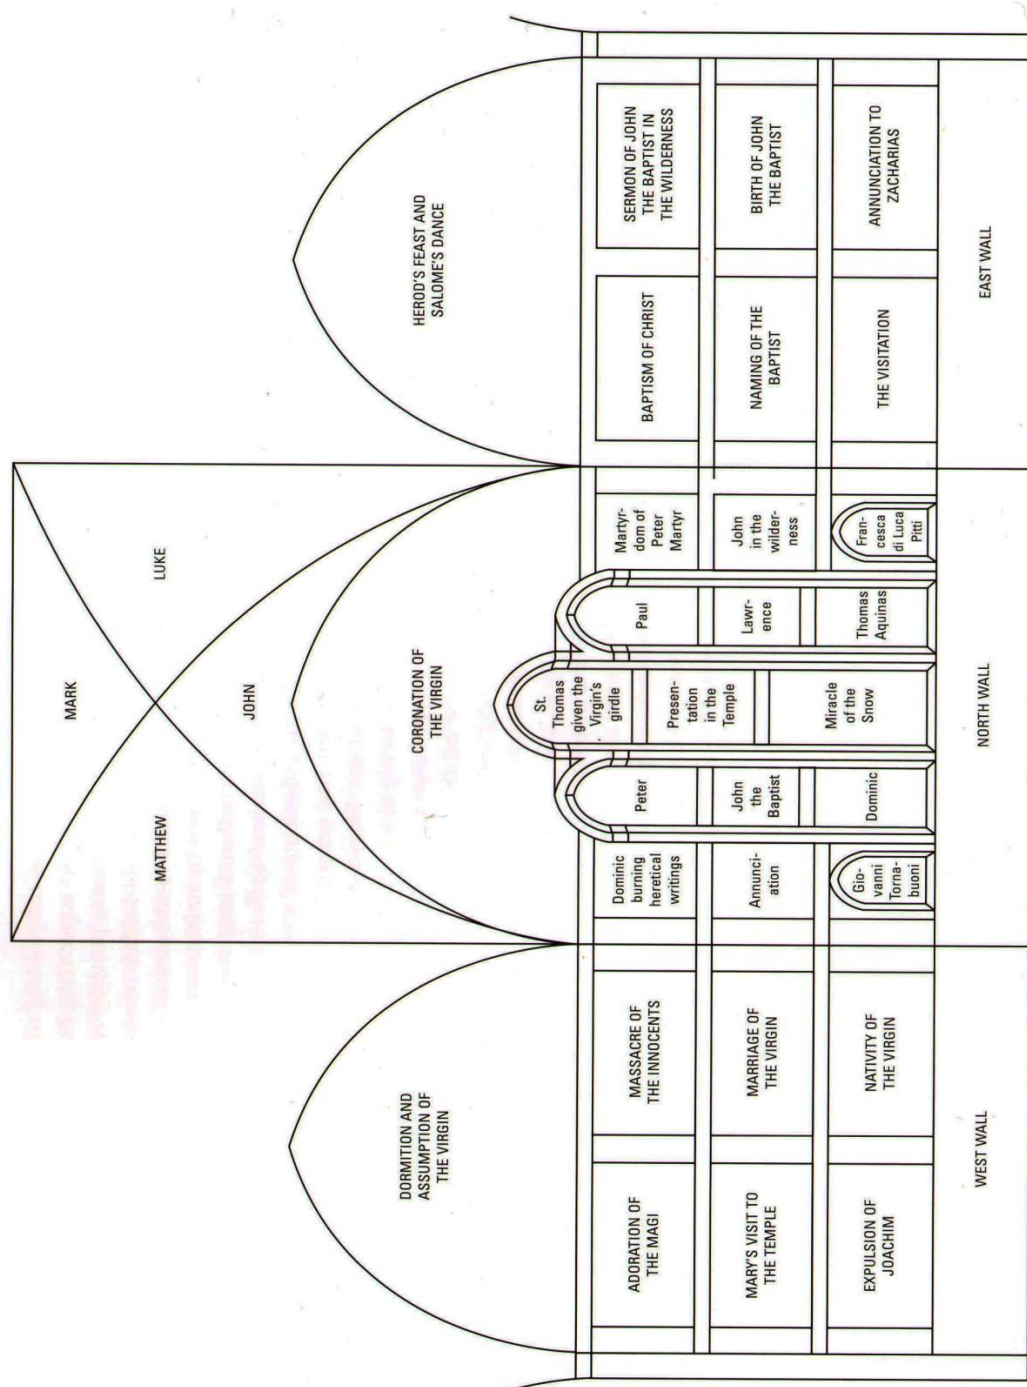 MARK
MATTHEW
LUKE
JOHN
DORMITION AND
ASSUMPTION OF
THE VIRGIN
CORONATION OF
THE VIRGIN
HEROD'S FEAST AND
SALOME'S DANCE
ADORATION OF
THE MAGI
MASSACRE OF
THE INNOCENTS
Dominic
burning
heretical
writings
Peter
St.
Thomas
given the
Virgin's
girdle
Paul
Martyr-
dom of
Peter
Martyr
BAPTISM OF CHRIST
SERMON OF JOHN
THE BAPTIST IN
THE WILDERNESS
MARY'S VISIT TO
THE TEMPLE
MARRIAGE OF
THE VIRGIN
Annunci-
ation
John
the
Baptist
Presen-
tation
in the
Temple
Lawr-
ence
John
in the
wilder-
ness
NAMING OF THE
BAPTIST
BIRTH OF JOHN
THE BAPTIST
EXPULSION OF
JOACHIM
NATIVITY OF
THE VIRGIN
Gio-
vanni
Torna-
buoni
Dominic
Miracle
of the
Snow
Thomas
Aquinas
Fran-
cesca
di Luca
Pitti
THE VISITATION
ANNUNCIATION TO
ZACHARIAS
WEST WALL
NORTH WALL
EAST WALL